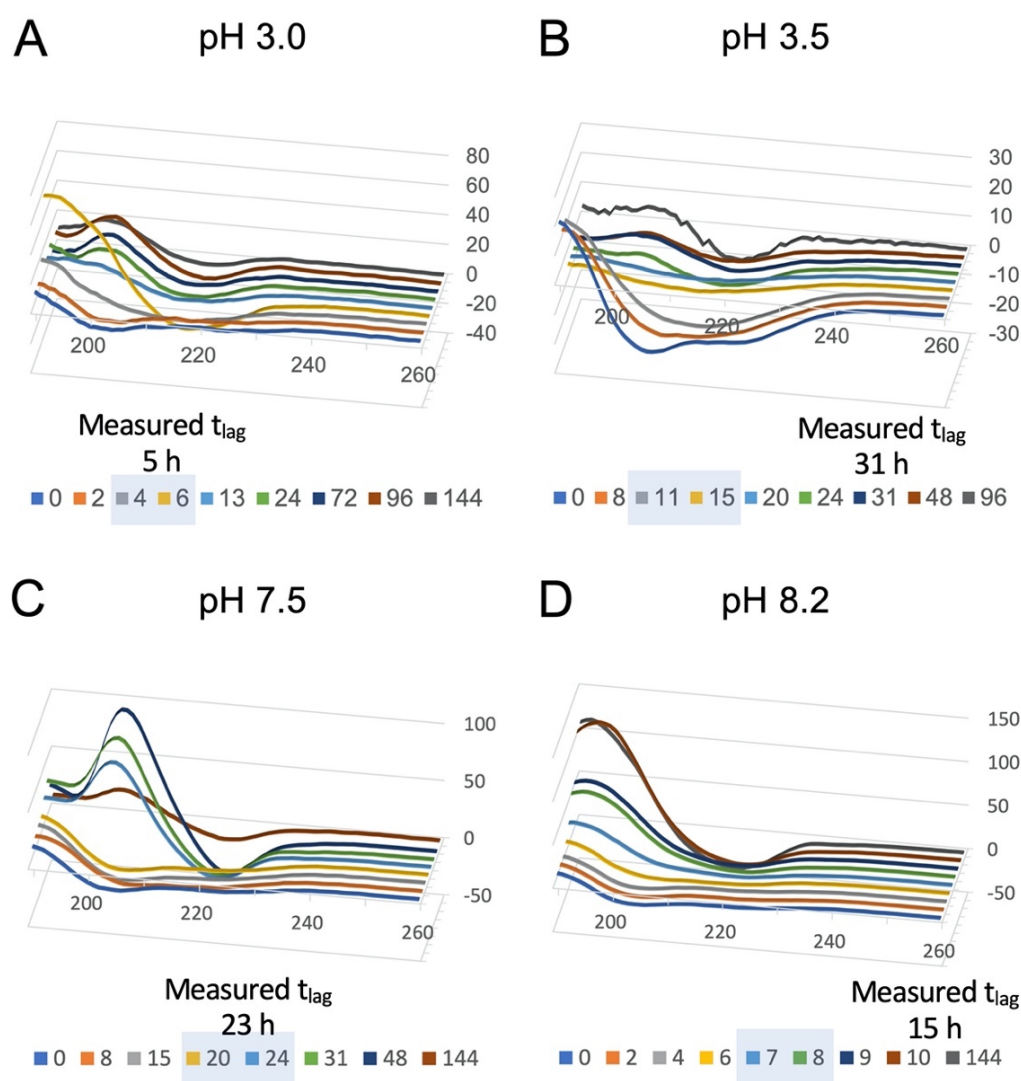 A pH 3.0
80
60
40
20
0
-20
-40
200 220 240 260
Measured tlag
5 h
0 2 4 6 13 24 72 96 144
B pH 3.5
30
20
10
0
-10
-20
-30
200 220 240 260
Measured tlag
31 h
0 8 11 15 20 24 31 48 96
C pH 7.5
100
50
0
-50
200 220 240 260
Measured tlag
23 h
0 8 15 20 24 31 48 144
D pH 8.2
150
100
50
0
-50
200 220 240 260
Measured tlag
15 h
0 2 4 6 7 8 9 10 144